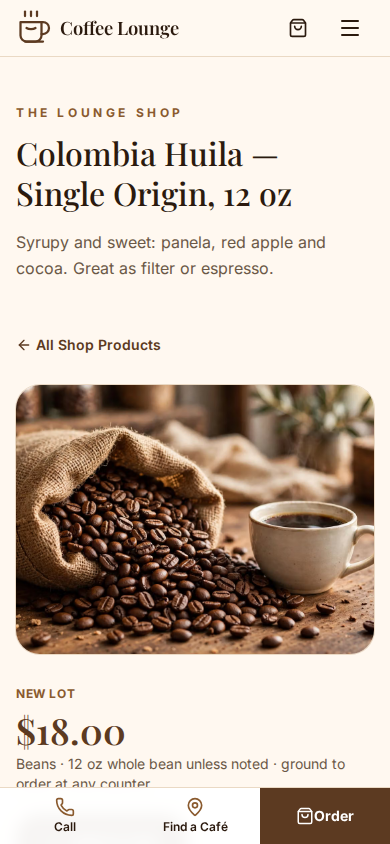 Coffee Lounge
THE LOUNGE SHOP
Colombia Huila —
Single Origin, 12 oz
Syrupy and sweet: panela, red apple and
cocoa. Great as filter or espresso.
← All Shop Products
NEW LOT
$18.00
Beans · 12 oz whole bean unless noted · ground to
order at any counter
Call
Find a Café
Order